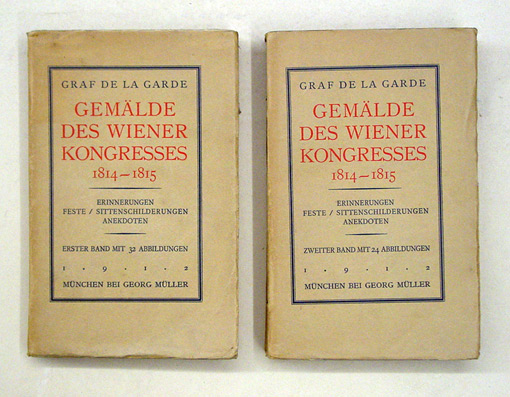 GRAF DE LA GARDE
GEMÄLDE
DES WIENER
KONGRESSES
1814–1815
ERINNERUNGEN
FESTE / SITTENSCHILDERUNGEN
ANEKDOTEN
ERSTER BAND MIT 32 ABBILDUNGEN
1 . 9 . 1 . 2
MÜNCHEN BEI GEORG MÜLLER
GRAF DE LA GARDE
GEMÄLDE
DES WIENER
KONGRESSES
1814–1815
ERINNERUNGEN
FESTE / SITTENSCHILDERUNGEN
ANEKDOTEN
ZWEITER BAND MIT 24 ABBILDUNGEN
1 . 9 . 1 . 2
MÜNCHEN BEI GEORG MÜLLER